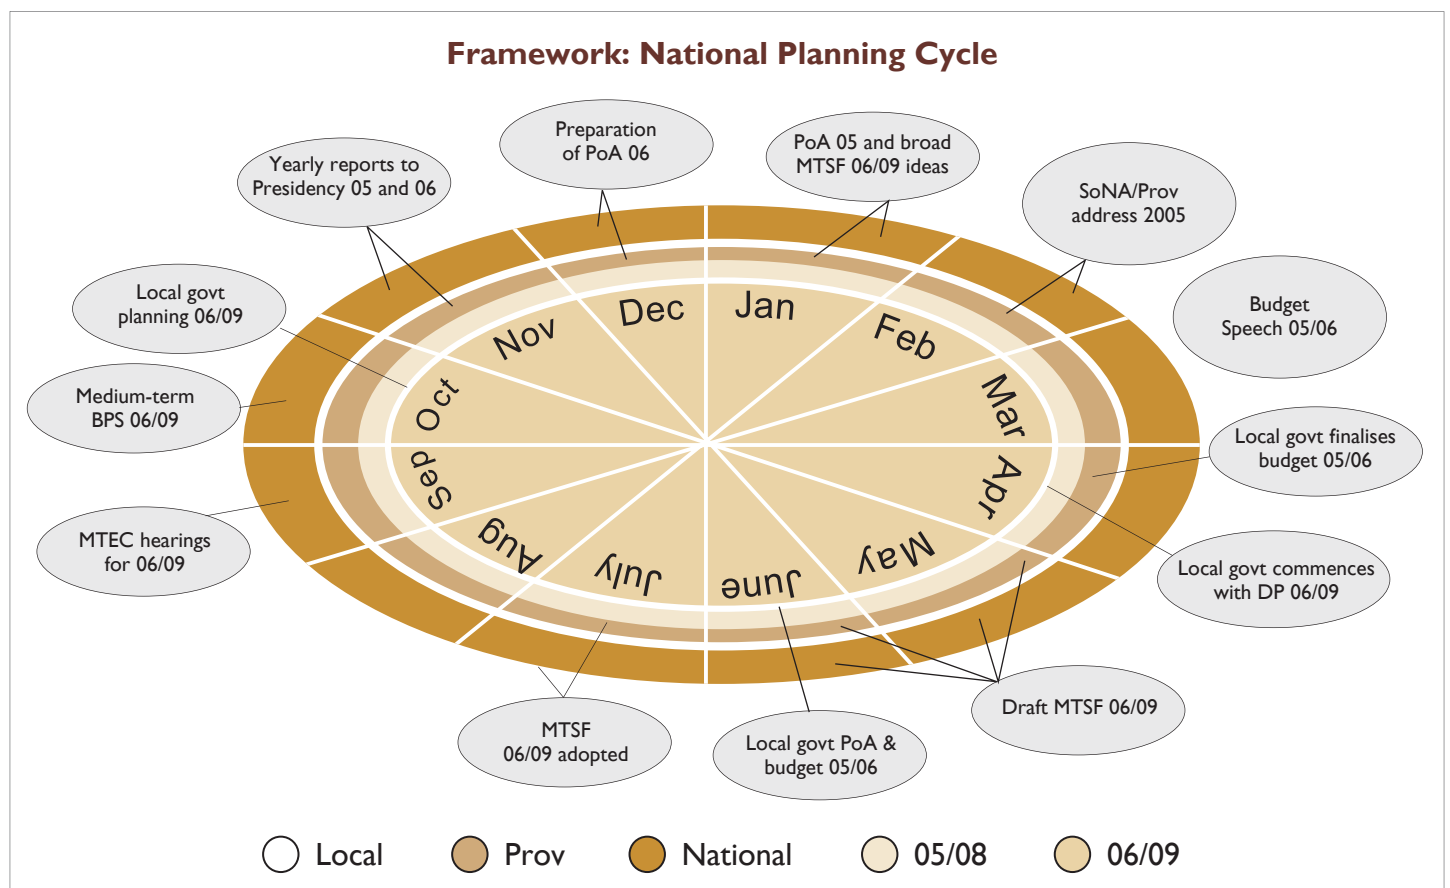 Framework: National Planning Cycle
Preparation
of PoA 06
PoA 05 and broad
MTSF 06/09 ideas
Yearly reports to
Presidency 05 and 06
SoNA/Prov
address 2005
Local govt
planning 06/09
Budget
Speech 05/06
Medium-term
BPS 06/09
Local govt finalises
budget 05/06
MTEC hearings
for 06/09
Local govt commences
with DP 06/09
MTSF
06/09 adopted
Local govt PoA &
budget 05/06
Draft MTSF 06/09
Jan
Feb
Mar
Apr
May
June
July
Aug
Sep
Oct
Nov
Dec
Local
Prov
National
05/08
06/09